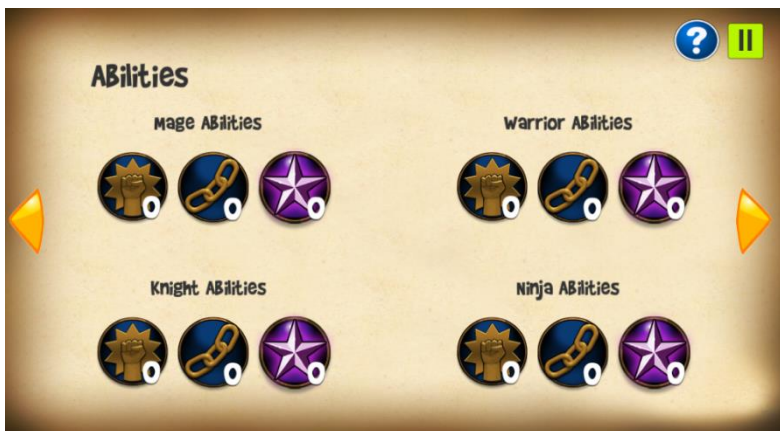 ?
ABilities
Mage ABilities
Warrior ABilities
0 0 0
0 0 0
Knight ABilities
Ninja ABilities
0 0 0
0 0 0